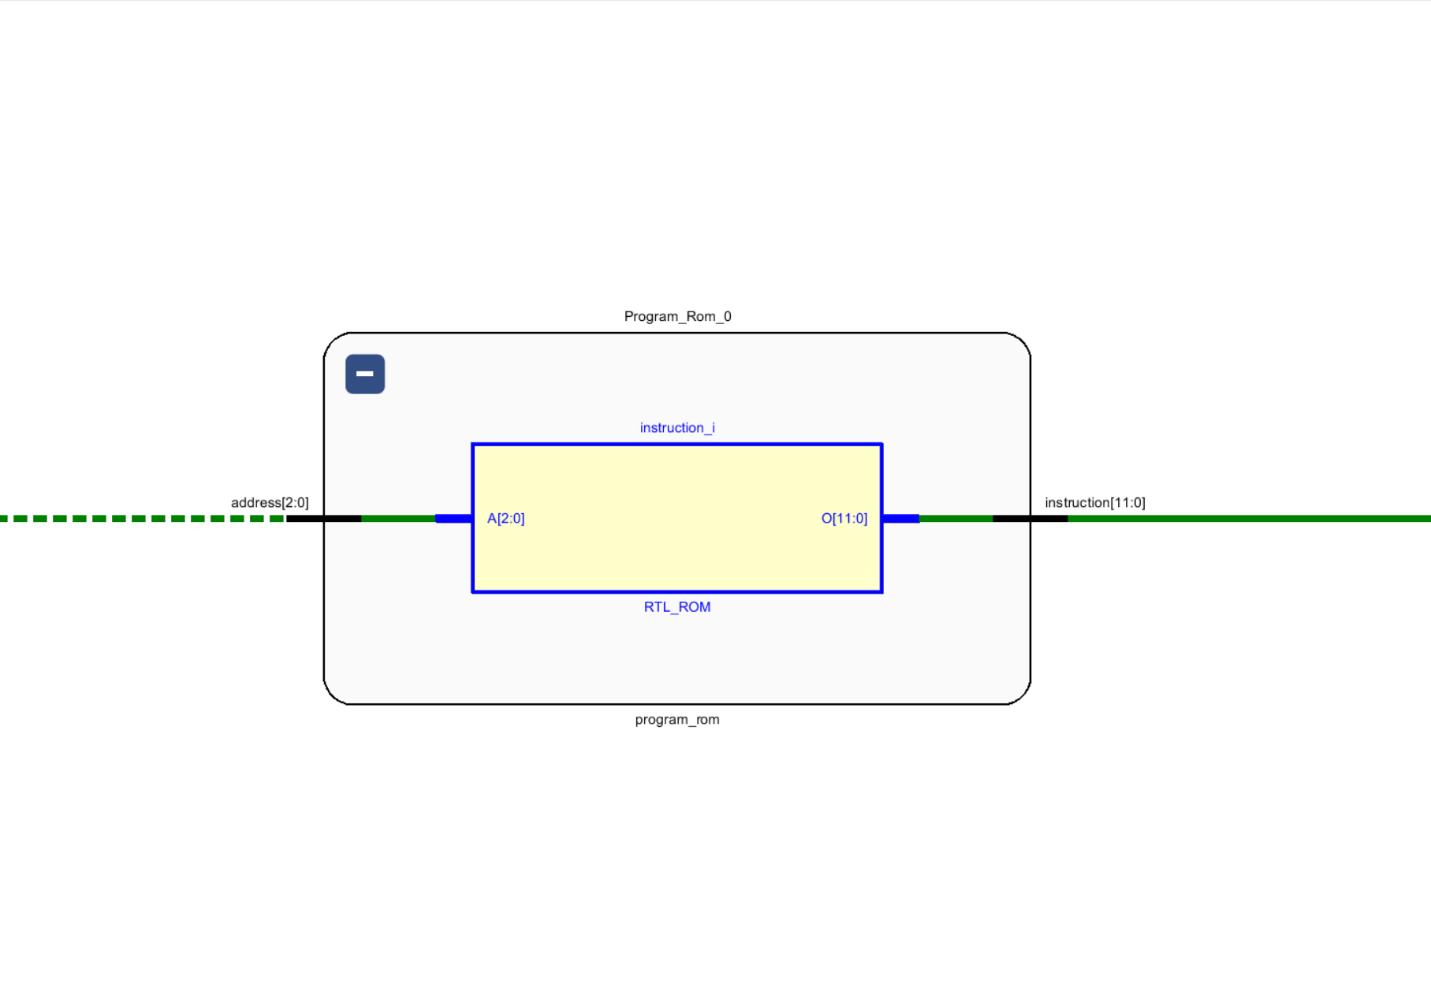 Program_Rom_0
instruction_i
address[2:0]
instruction[11:0]
A[2:0]
O[11:0]
RTL_ROM
program_rom